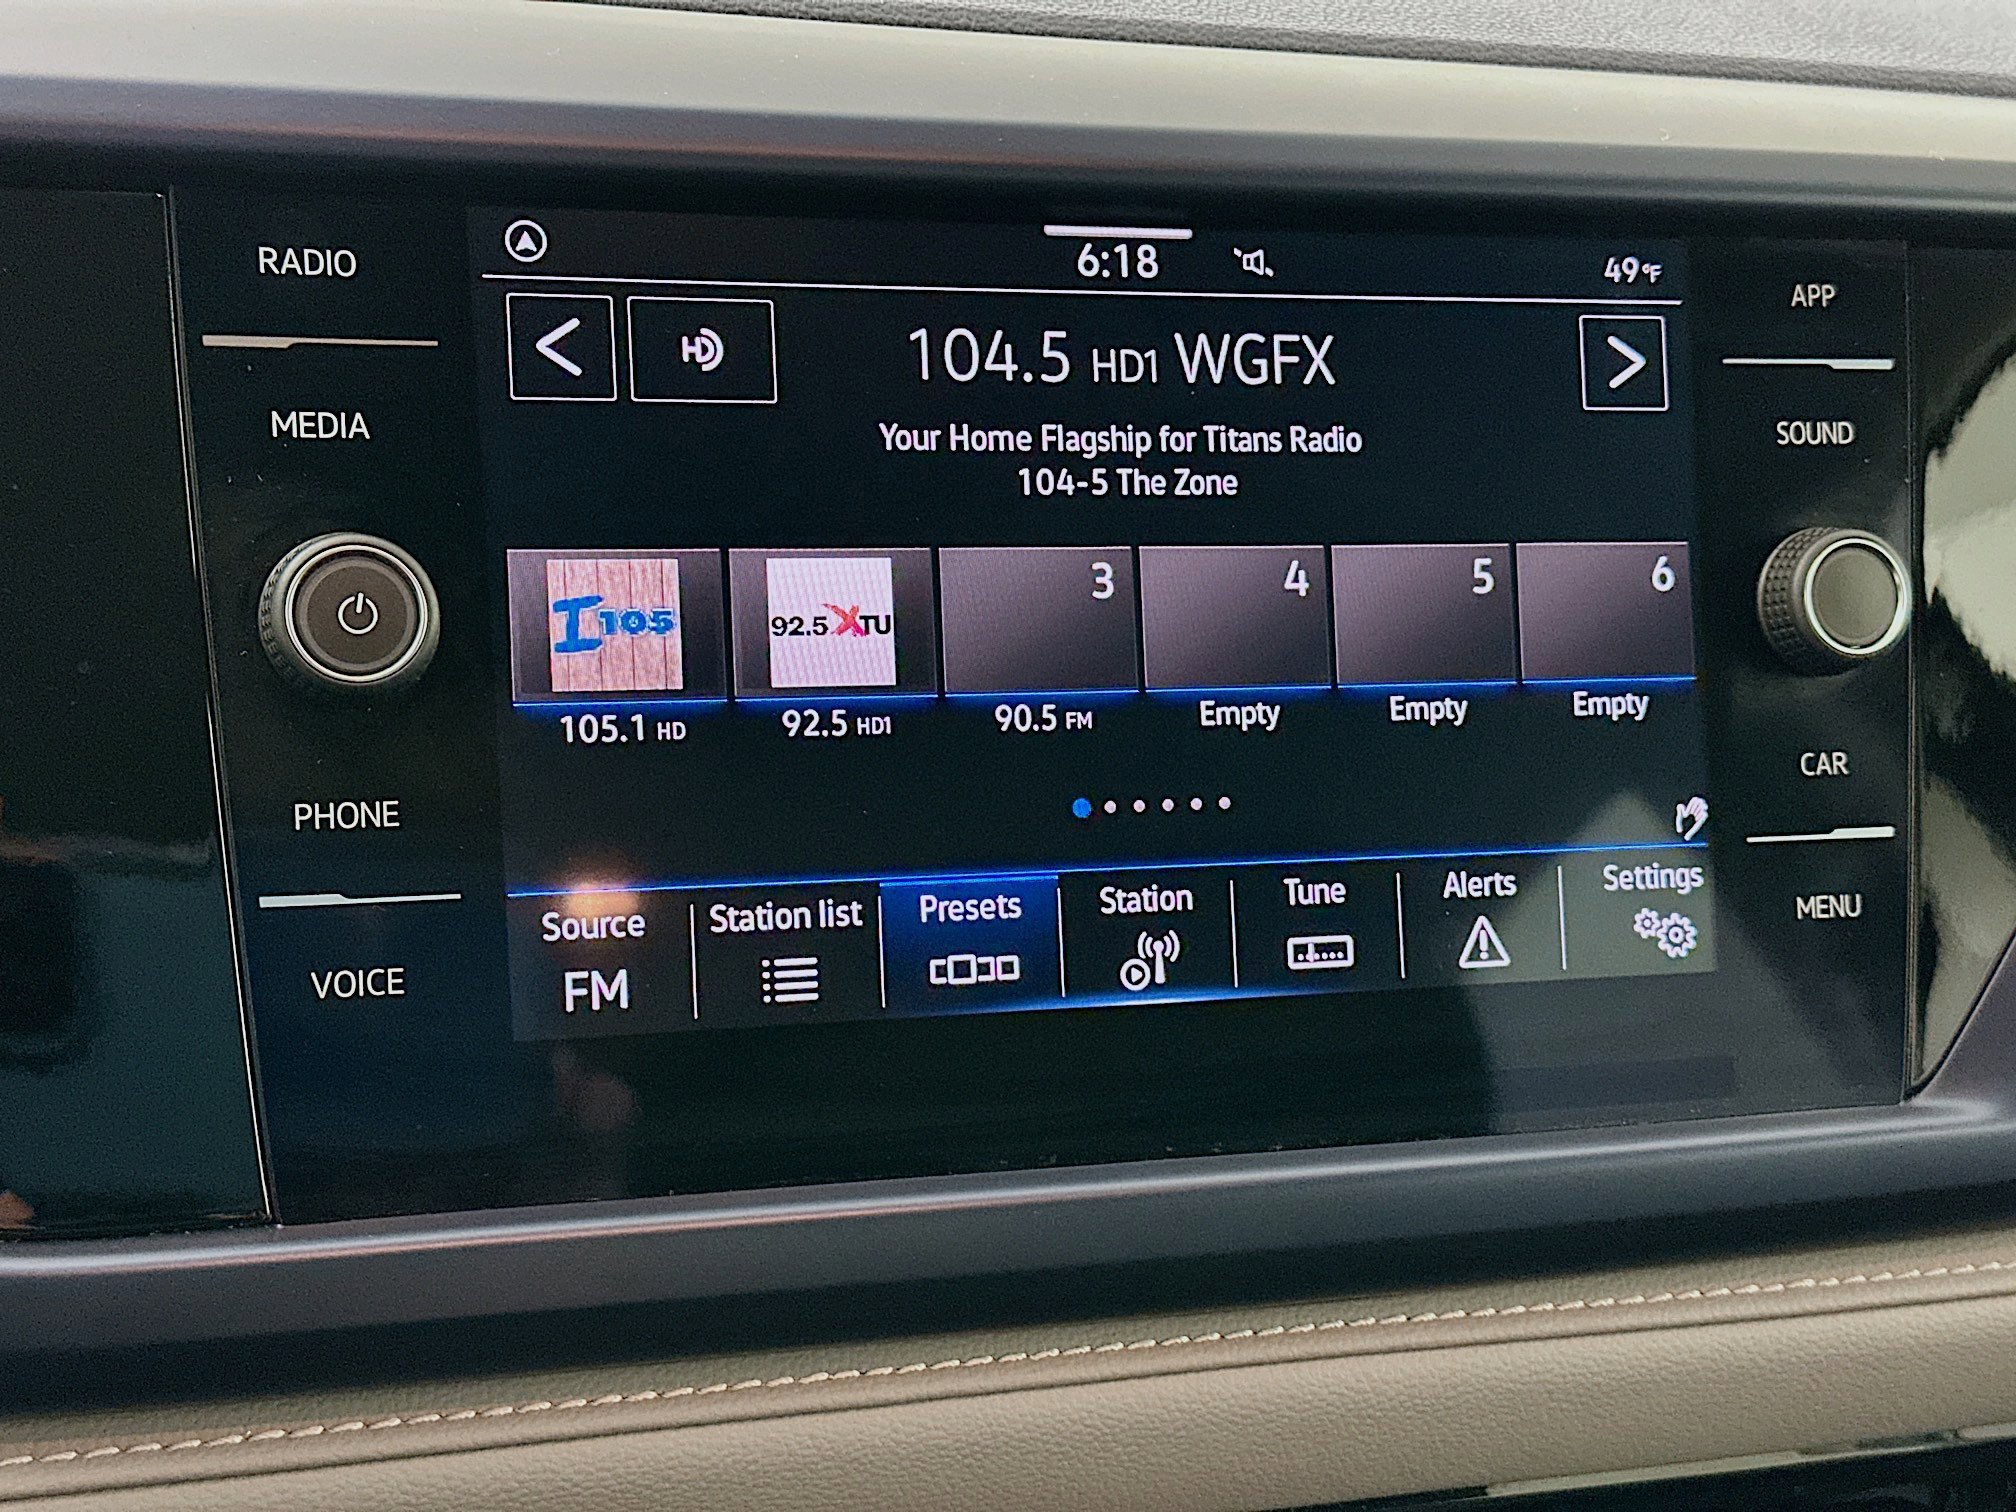 RADIO
MEDIA
PHONE
VOICE
6:18
49°F
HD
104.5 HD1 WGFX
Your Home Flagship for Titans Radio
104-5 The Zone
I105
92.5 XTU
3
4
5
6
105.1 HD
92.5 HD1
90.5 FM
Empty
Empty
Empty
Source
FM
Station list
Presets
Station
Tune
Alerts
Settings
APP
SOUND
CAR
MENU